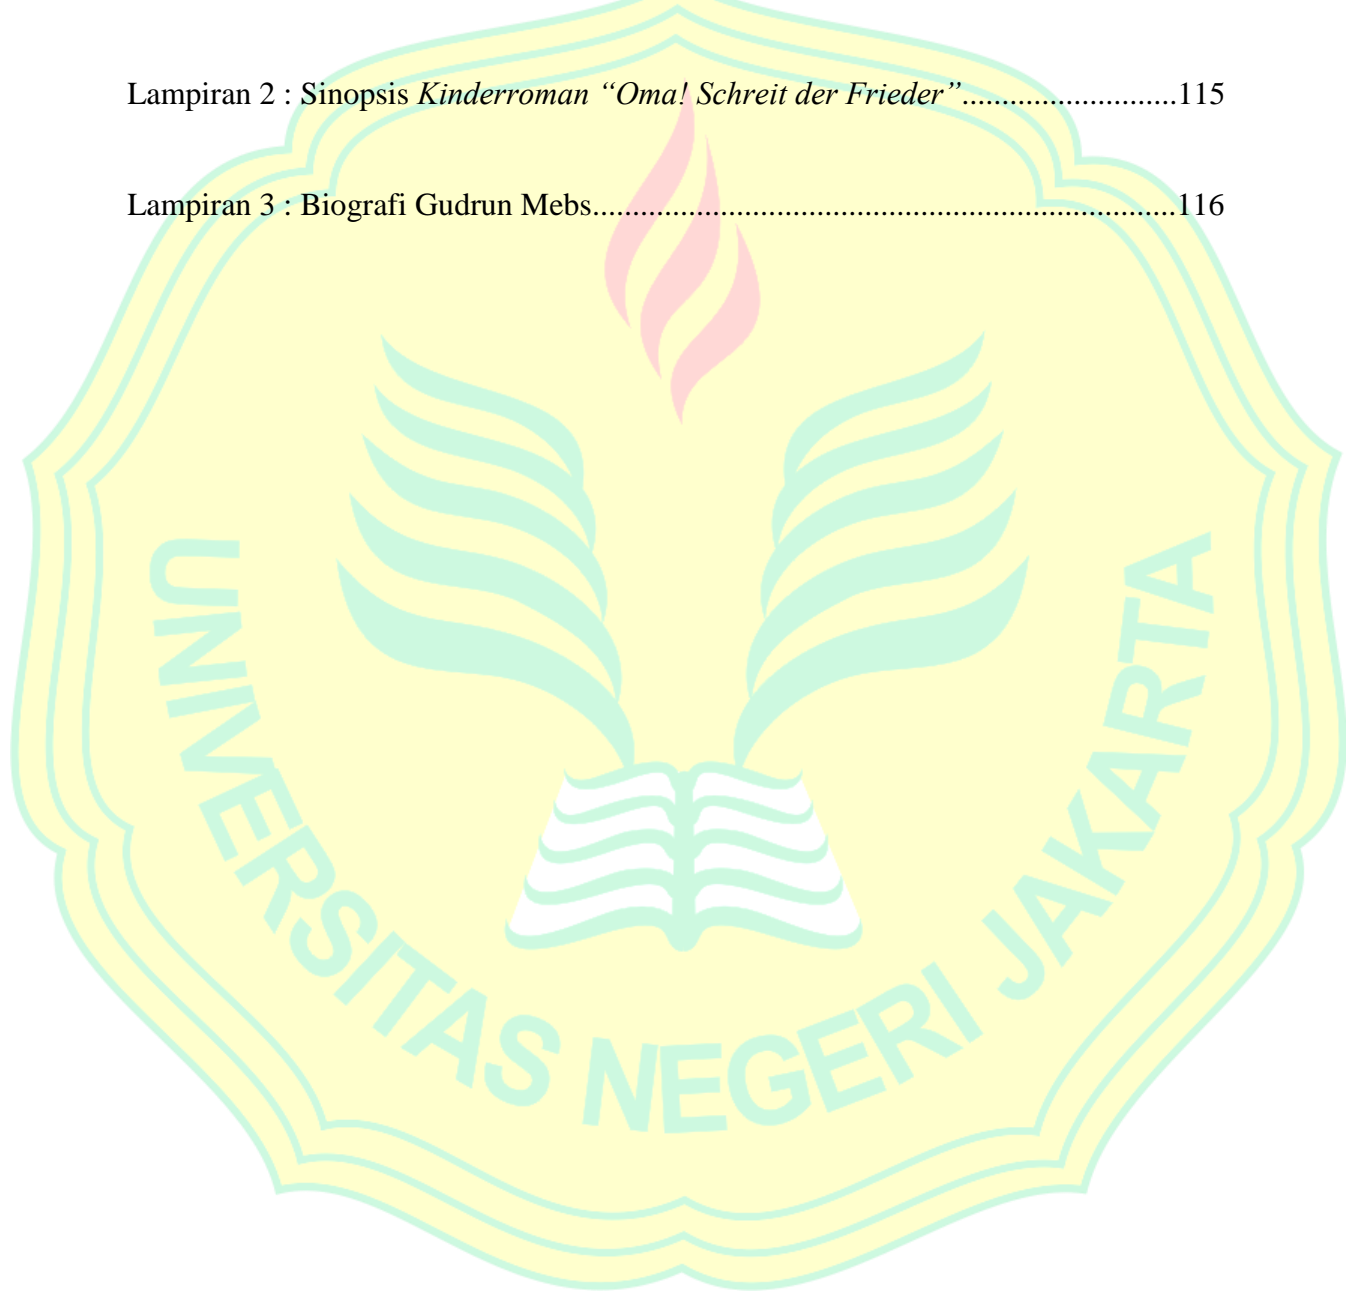 Lampiran 2 : Sinopsis Kinderroman “Oma! Schreit der Frieder”...........................115
Lampiran 3 : Biografi Gudrun Mebs.........................................................................116
UNIVERSITAS NEGERI JAKARTA